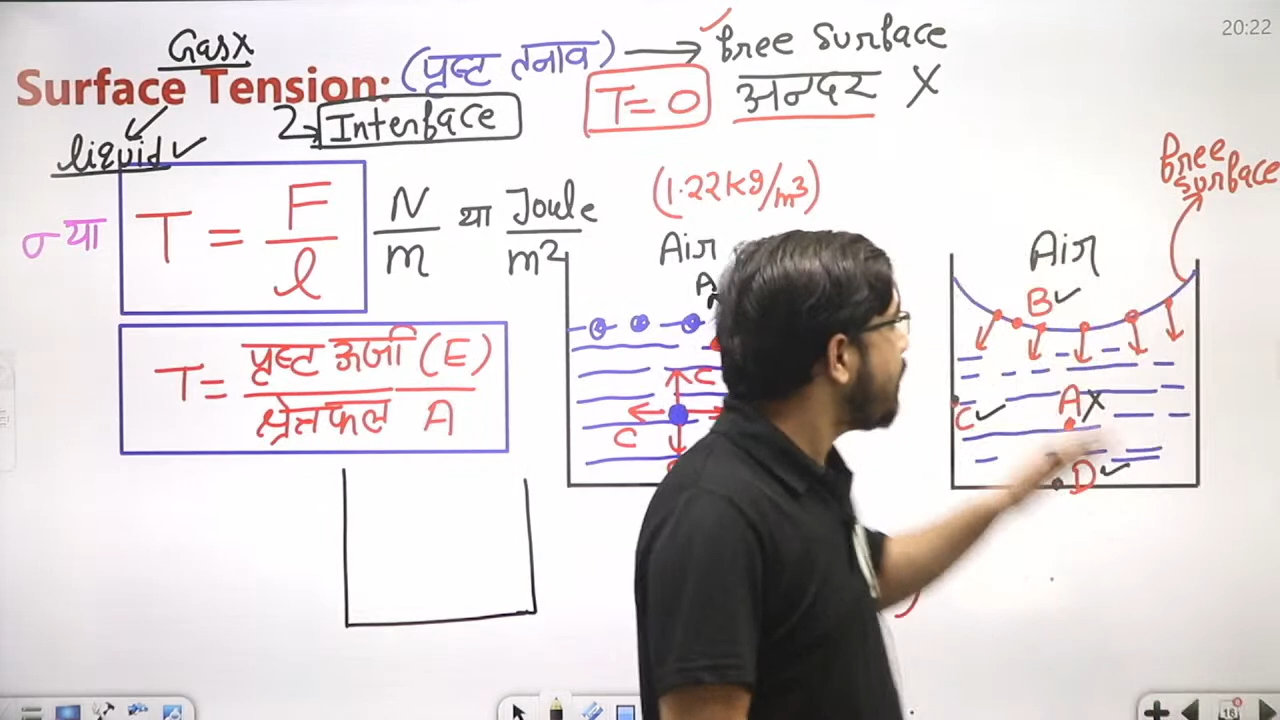 20:22
Gas x
Surface Tension: (पृष्ठ तनाव) → free surface
T = 0 अन्दर X
2 → Interface
liquid ✓
free surface
σ या T = F/l N/m या Joule/m2
(1.22 kg/m3)
Air
A
Air
B ✓
T = पृष्ठ ऊर्जा (E)/क्षेत्रफल A
C
C
A X
C ✓
D ✓
16